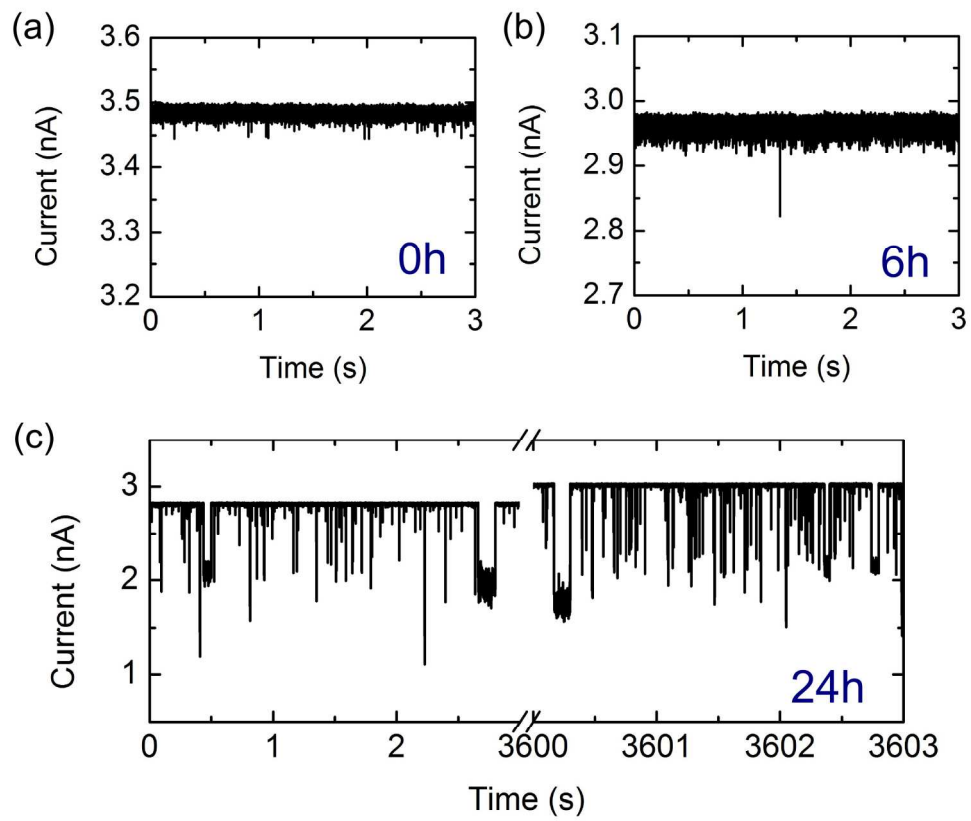 (a)
3.6
3.5
3.4
3.3
3.2
Current (nA)
0h
0 1 2 3
Time (s)
(b)
3.1
3.0
2.9
2.8
2.7
Current (nA)
6h
0 1 2 3
Time (s)
(c)
3
2
1
Current (nA)
24h
0 1 2 3600 3601 3602 3603
Time (s)